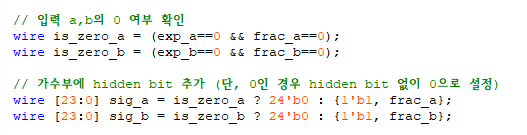 // 입력 a,b의 0 여부 확인
wire is_zero_a = (exp_a==0 && frac_a==0);
wire is_zero_b = (exp_b==0 && frac_b==0);
// 가수부에 hidden bit 추가 (단, 0인 경우 hidden bit 없이 0으로 설정)
wire [23:0] sig_a = is_zero_a ? 24'b0 : {1'b1, frac_a};
wire [23:0] sig_b = is_zero_b ? 24'b0 : {1'b1, frac_b};